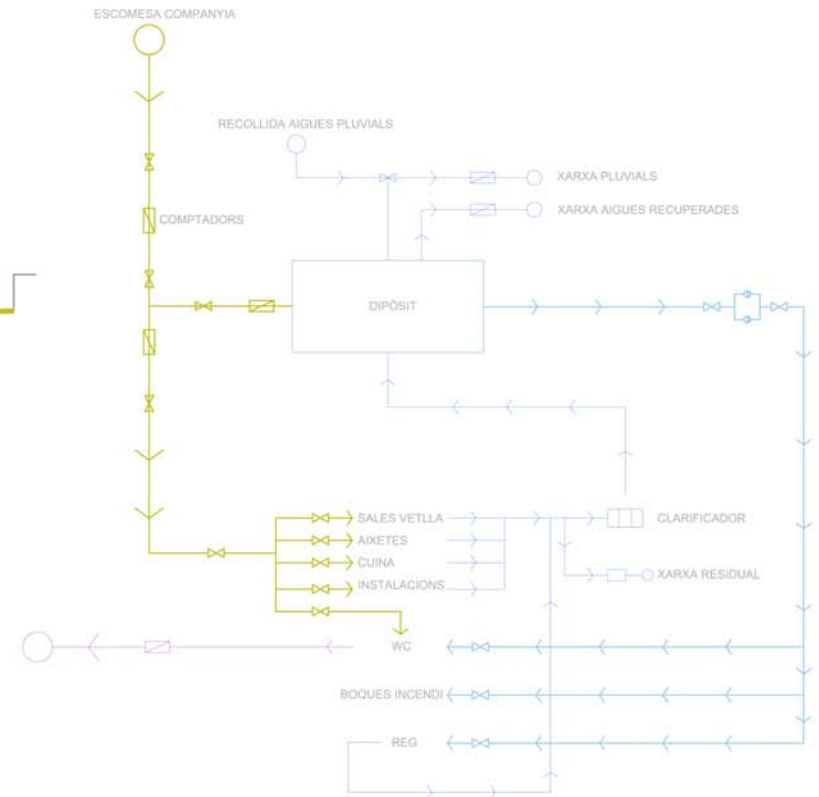 ESCOMESA COMPANYIA
RECOLLIDA AIGUES PLUVIALS
XARXA PLUVIALS
XARXA AIGUES RECUPERADES
COMPTADORS
DIPÒSIT
SALES VETLLA
CLARIFICADOR
AIXETES
CUINA
XARXA RESIDUAL
INSTALACIONS
WC
BOQUES INCENDI
REG